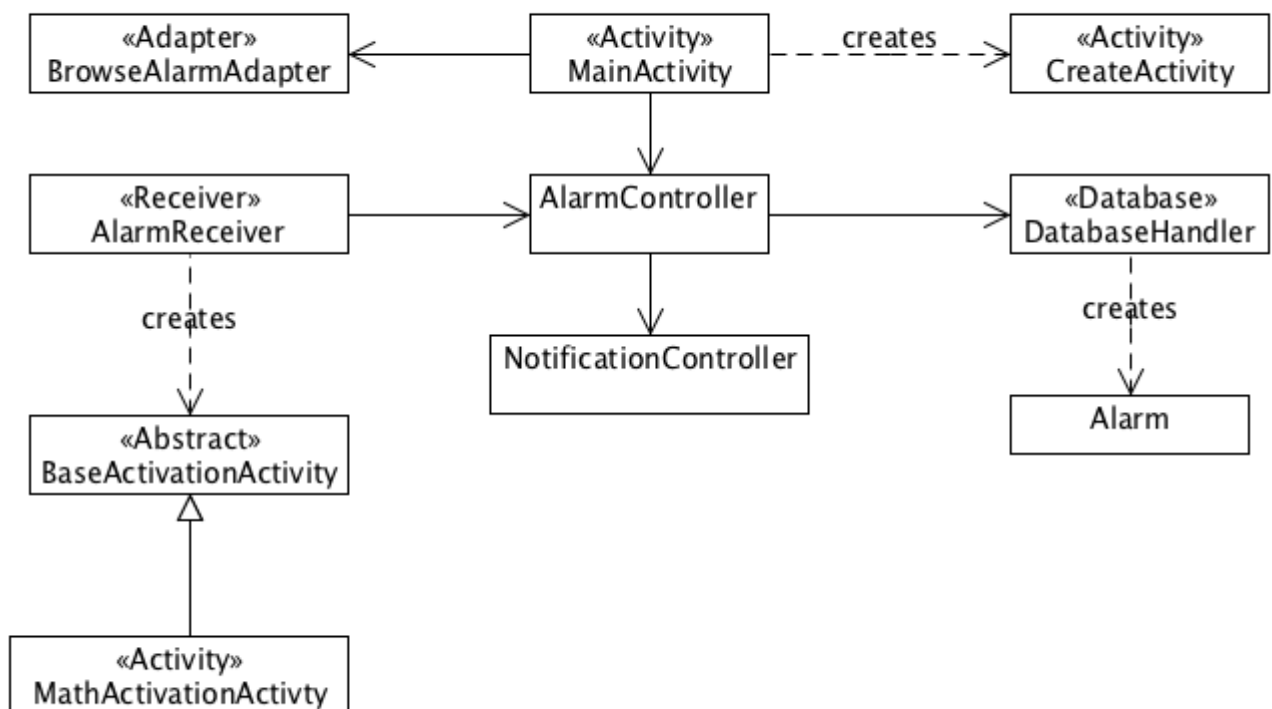 «Adapter»
BrowseAlarmAdapter
«Activity»
MainActivity
creates
«Activity»
CreateActivity
«Receiver»
AlarmReceiver
AlarmController
«Database»
DatabaseHandler
creates
creates
NotificationController
«Abstract»
BaseActivationActivity
Alarm
«Activity»
MathActivationActivty